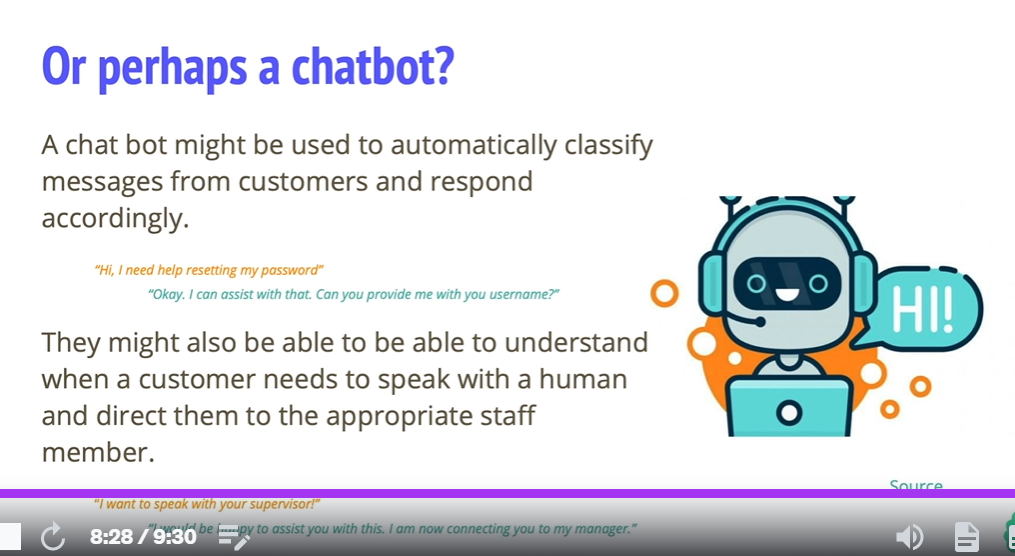 Or perhaps a chatbot?
A chat bot might be used to automatically classify
messages from customers and respond
accordingly.
“Hi, I need help resetting my password”
“Okay. I can assist with that. Can you provide me with you username?”
They might also be able to be able to understand
when a customer needs to speak with a human
and direct them to the appropriate staff
member.
HI!
Source
“I want to speak with your supervisor!”
“I would be happy to assist you with this. I am now connecting you to my manager.”
8:28 / 9:30